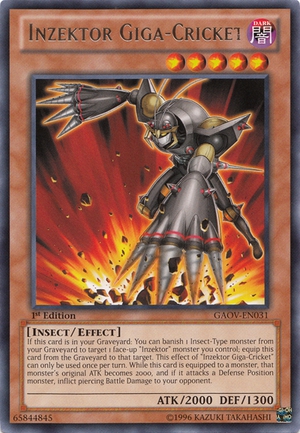 INZEKTOR GIGA-CRICKET
DARK
闇
1st Edition
GAOV-EN031
[INSECT/EFFECT]
If this card is in your Graveyard: You can banish 1 Insect-Type monster
from your Graveyard to target 1 face-up "Inzektor" monster you control; equip this
card from the Graveyard to that target. This effect of "Inzektor Giga-Cricket"
can only be used once per turn. While this card is equipped to a monster, that
monster's original ATK becomes 2000, and if it attacks a Defense Position
monster, inflict piercing Battle Damage to your opponent.
ATK/2000 DEF/1300
65844845
©1996 KAZUKI TAKAHASHI